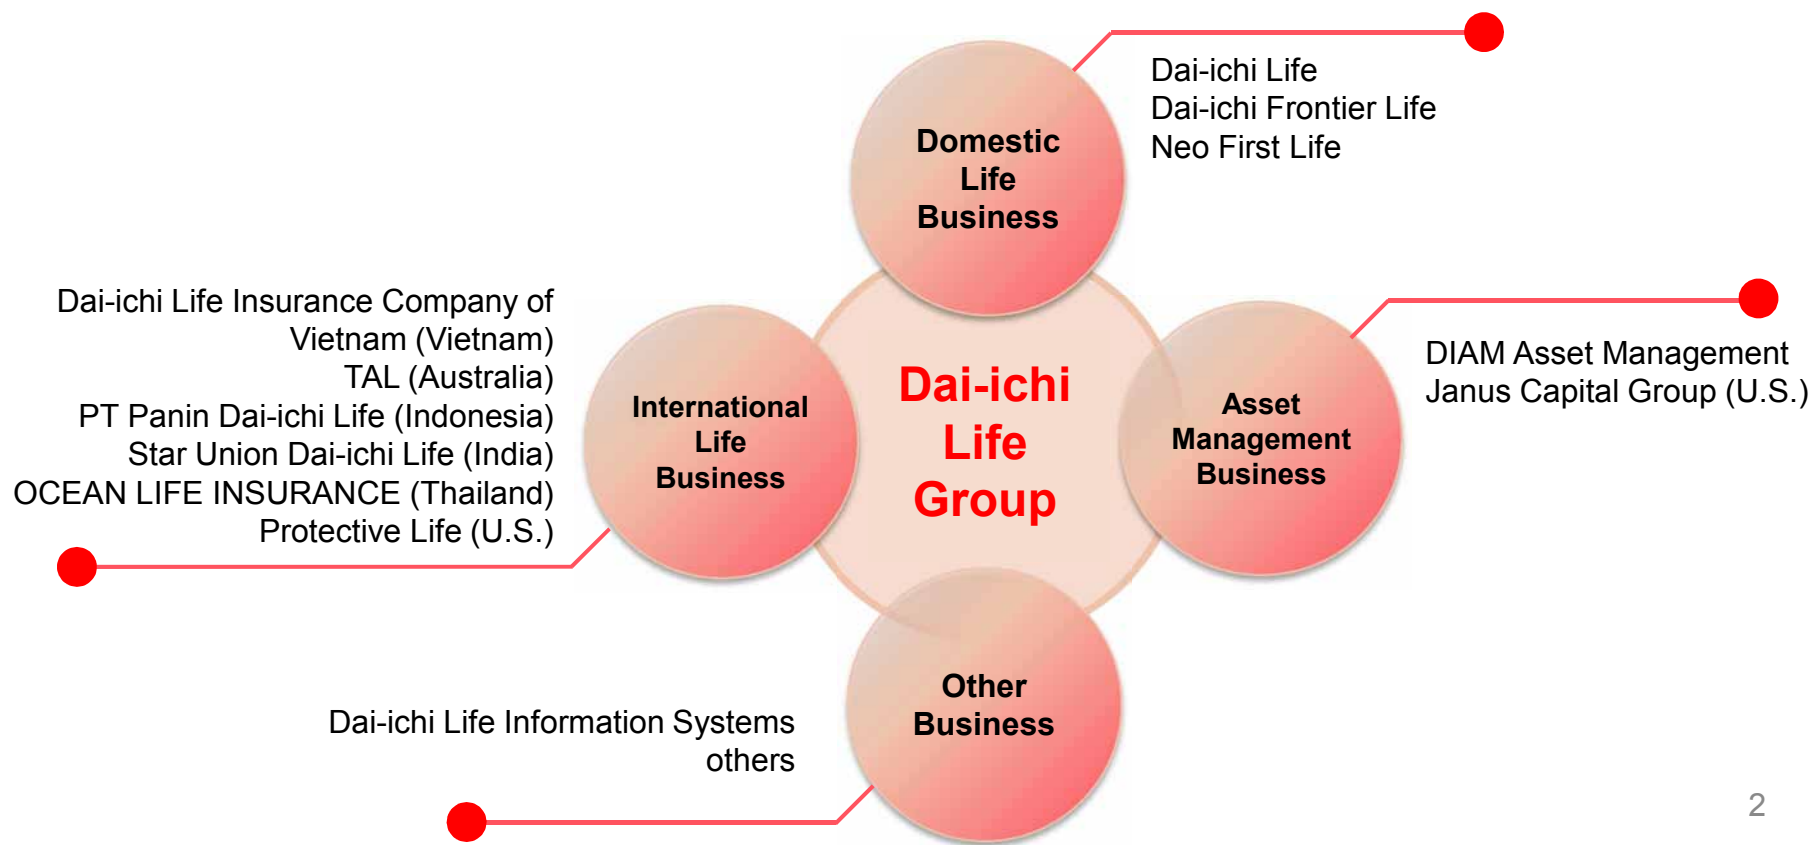 Domestic
Life
Business
Dai-ichi Life
Dai-ichi Frontier Life
Neo First Life
Dai-ichi Life Insurance Company of
Vietnam (Vietnam)
TAL (Australia)
PT Panin Dai-ichi Life (Indonesia)
Star Union Dai-ichi Life (India)
OCEAN LIFE INSURANCE (Thailand)
Protective Life (U.S.)
International
Life
Business
Dai-ichi
Life
Group
Asset
Management
Business
DIAM Asset Management
Janus Capital Group (U.S.)
Other
Business
Dai-ichi Life Information Systems
others
2